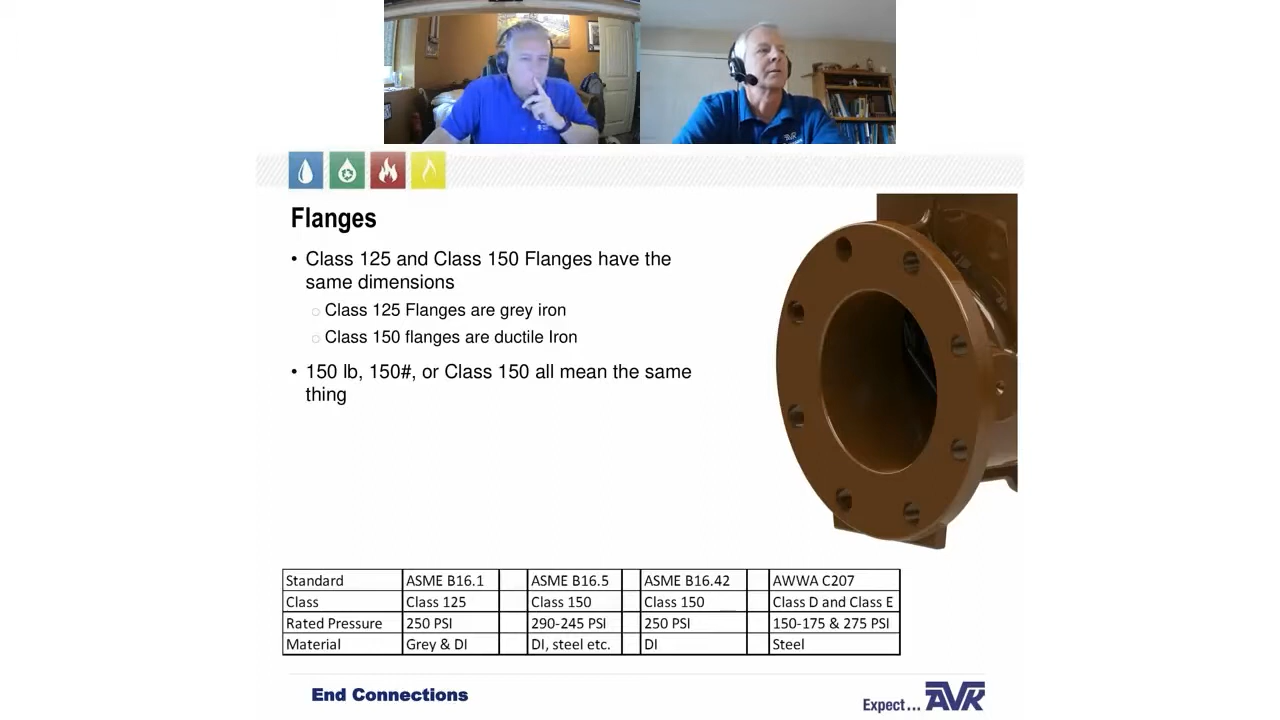 AVK
Flanges
• Class 125 and Class 150 Flanges have the
same dimensions
○ Class 125 Flanges are grey iron
○ Class 150 flanges are ductile Iron
• 150 lb, 150#, or Class 150 all mean the same
thing
Standard ASME B16.1 ASME B16.5 ASME B16.42 AWWA C207
Class Class 125 Class 150 Class 150 Class D and Class E
Rated Pressure 250 PSI 290-245 PSI 250 PSI 150-175 & 275 PSI
Material Grey & DI DI, steel etc. DI Steel
End Connections
Expect... AVK